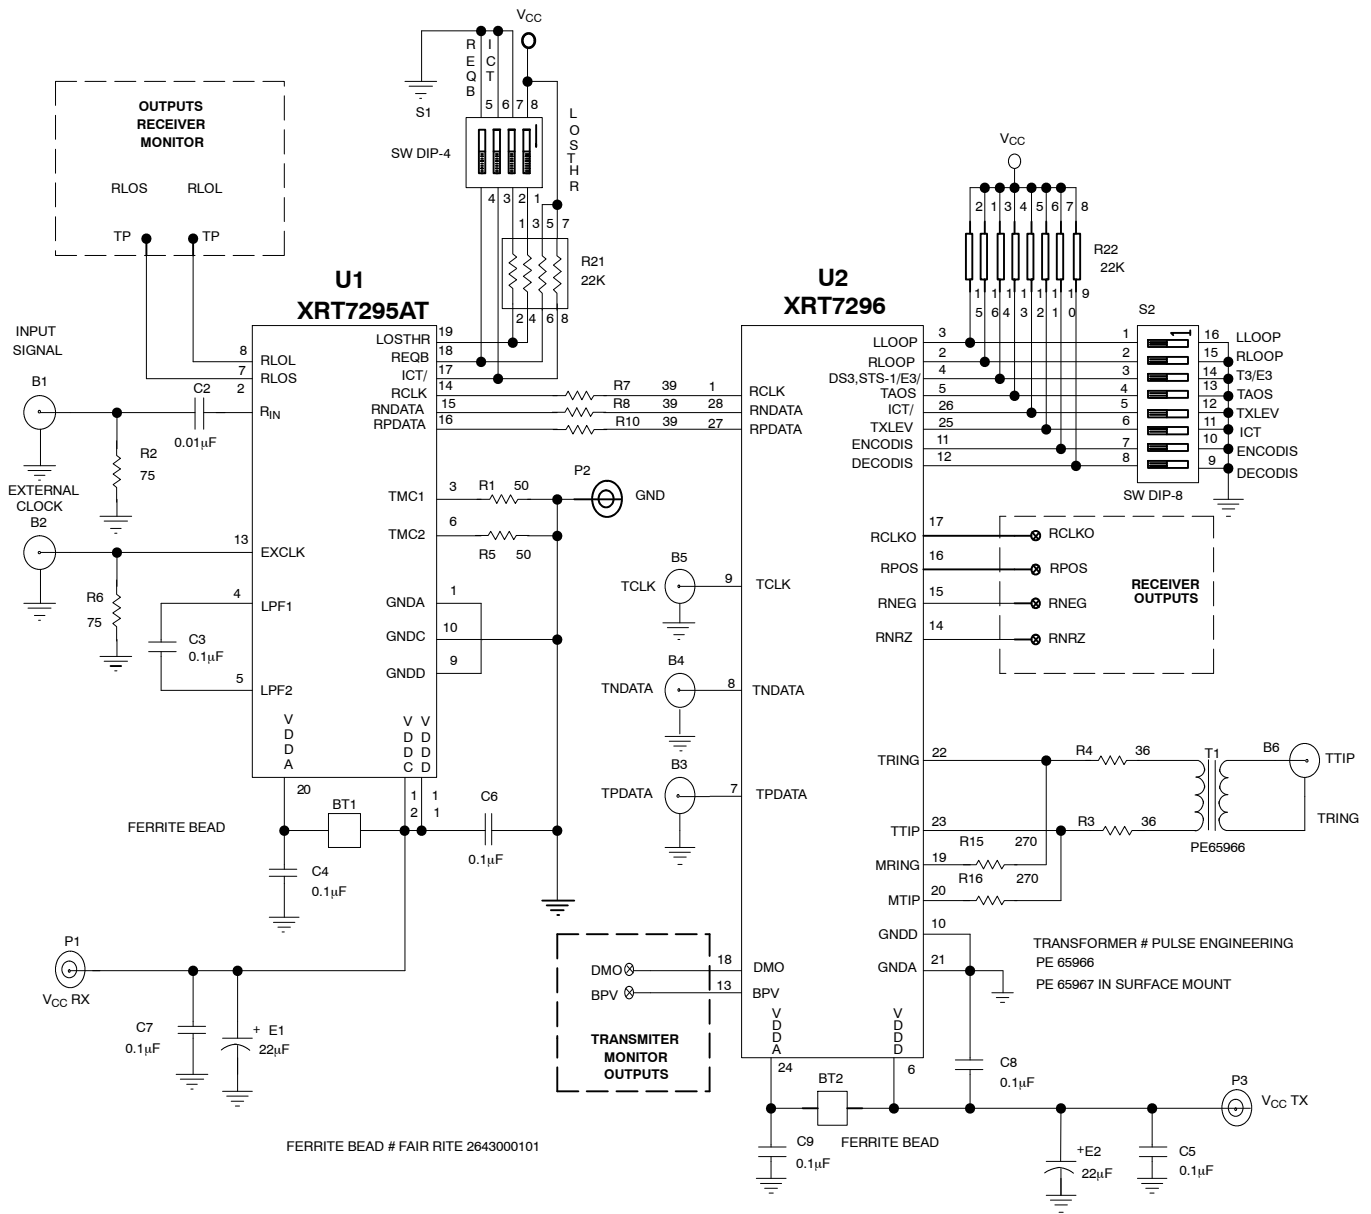 VCC
R
E
Q
B
I
C
T
S1
5 6 7 8
L
O
S
T
H
R
SW DIP-4
4 3 2 1
1 3 5 7
R21
22K
2 4 6 8
OUTPUTS
RECEIVER
MONITOR
RLOS RLOL
TP TP
U1
XRT7295AT
INPUT
SIGNAL
B1
C2
0.01µF
R2
75
EXTERNAL
CLOCK
B2
R6
75
C3
0.1µF
8 RLOL
7 RLOS
2 RIN
13 EXCLK
4 LPF1
5 LPF2
LOSTHR 19
REQB 18
ICT/ 17
RCLK 14
RNDATA 15
RPDATA 16
TMC1 3
TMC2 6
GNDA 1
GNDC 10
GNDD 9
V
D
D
A
V
D
D
C
V
D
D
D
20
1
2
1
1
R7 39
R8 39
R10 39
R1 50
R5 50
P2
GND
FERRITE BEAD
BT1
C6
0.1µF
C4
0.1µF
P1
VCC RX
C7
0.1µF
+ E1
22µF
FERRITE BEAD # FAIR RITE 2643000101
U2
XRT7296
1 RCLK
28 RNDATA
27 RPDATA
B5
TCLK 9 TCLK
B4
TNDATA 8 TNDATA
B3
TPDATA 7 TPDATA
DMO 18 DMO
BPV 13 BPV
TRANSMITER
MONITOR
OUTPUTS
LLOOP 3
RLOOP 2
DS3,STS-1/E3/ 4
TAOS 5
ICT/ 26
TXLEV 25
ENCODIS 11
DECODIS 12
RCLKO 17
RPOS 16
RNEG 15
RNRZ 14
TRING 22
TTIP 23
MRING 19
MTIP 20
GNDD 10
GNDA 21
V
D
D
A
V
D
D
D
24
6
VCC
2 1 3 4 5 6 7 8
R22
22K
1 1 1 1 1 1 1 9
5 6 4 3 2 1 0
S2
1 16 LLOOP
2 15 RLOOP
3 14 T3/E3
4 13 TAOS
5 12 TXLEV
6 11 ICT
7 10 ENCODIS
8 9 DECODIS
1
SW DIP-8
RCLKO
RPOS
RNEG
RNRZ
RECEIVER
OUTPUTS
R4 36
R3 36
R15 270
R16 270
T1
PE65966
B6
TTIP
TRING
TRANSFORMER # PULSE ENGINEERING
PE 65966
PE 65967 IN SURFACE MOUNT
BT2
FERRITE BEAD
C8
0.1µF
C9
0.1µF
+E2
22µF
C5
0.1µF
P3
VCC TX